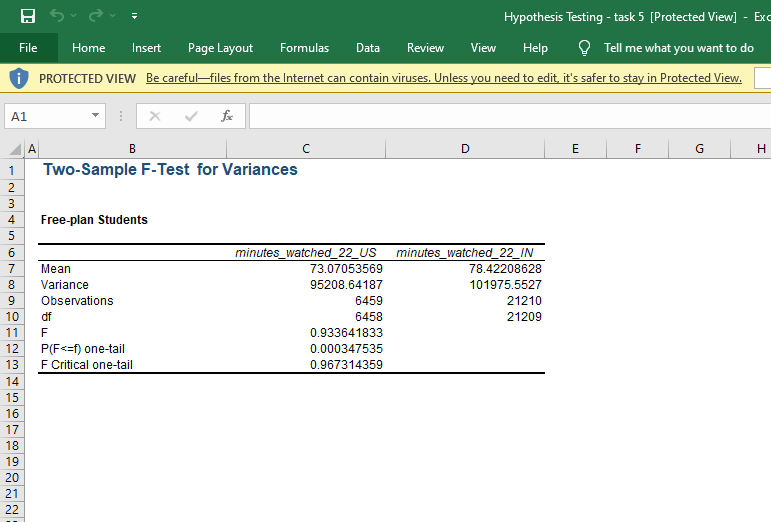 Hypothesis Testing - task 5 [Protected View] - Exc
File Home Insert Page Layout Formulas Data Review View Help Tell me what you want to do
PROTECTED VIEW Be careful—files from the Internet can contain viruses. Unless you need to edit, it's safer to stay in Protected View.
A1 fx
A B C D E F G H
1 Two-Sample F-Test for Variances
2
3
4 Free-plan Students
5
6 minutes_watched_22_US minutes_watched_22_IN
7 Mean 73.07053569 78.42208628
8 Variance 95208.64187 101975.5527
9 Observations 6459 21210
10 df 6458 21209
11 F 0.933641833
12 P(F<=f) one-tail 0.000347535
13 F Critical one-tail 0.967314359
14
15
16
17
18
19
20
21
22